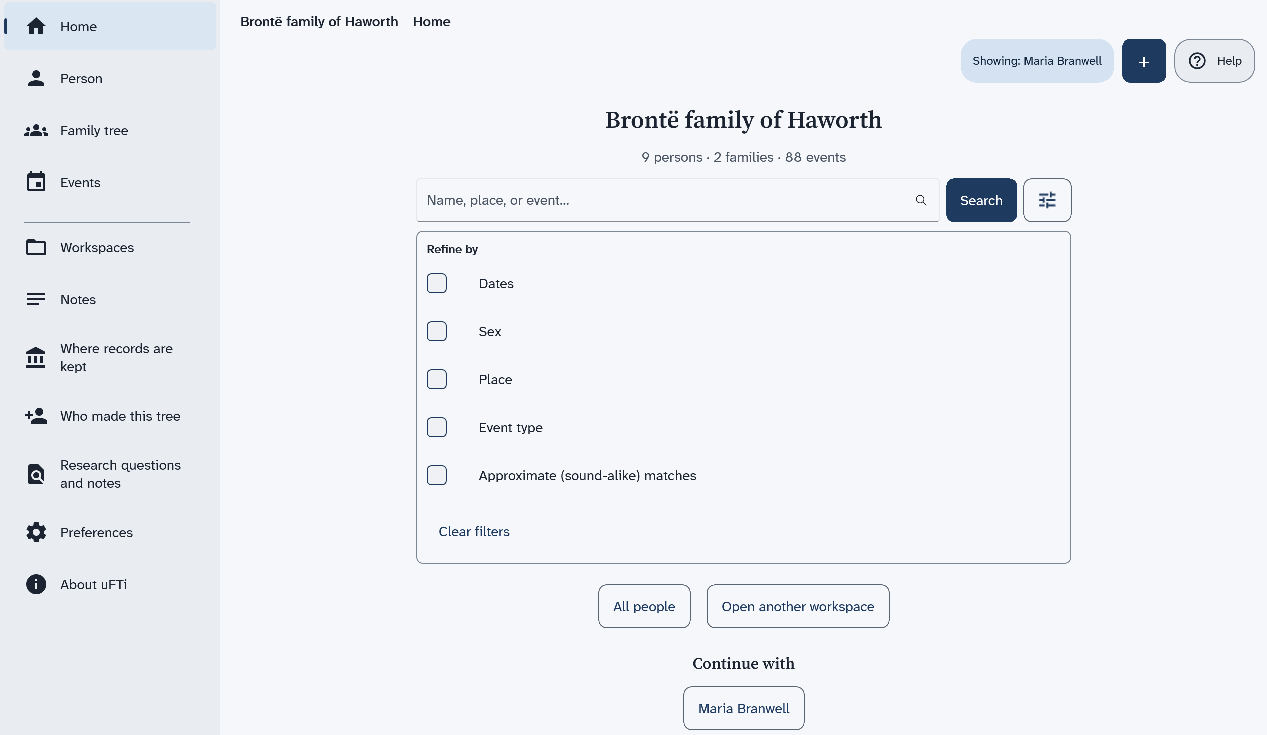 Home
Person
Family tree
Events
Workspaces
Notes
Where records are
kept
Who made this tree
Research questions
and notes
Preferences
About uFTi
Brontë family of Haworth Home
Showing: Maria Branwell
+
Help
Brontë family of Haworth
9 persons · 2 families · 88 events
Name, place, or event...
Search
Refine by
Dates
Sex
Place
Event type
Approximate (sound-alike) matches
Clear filters
All people
Open another workspace
Continue with
Maria Branwell